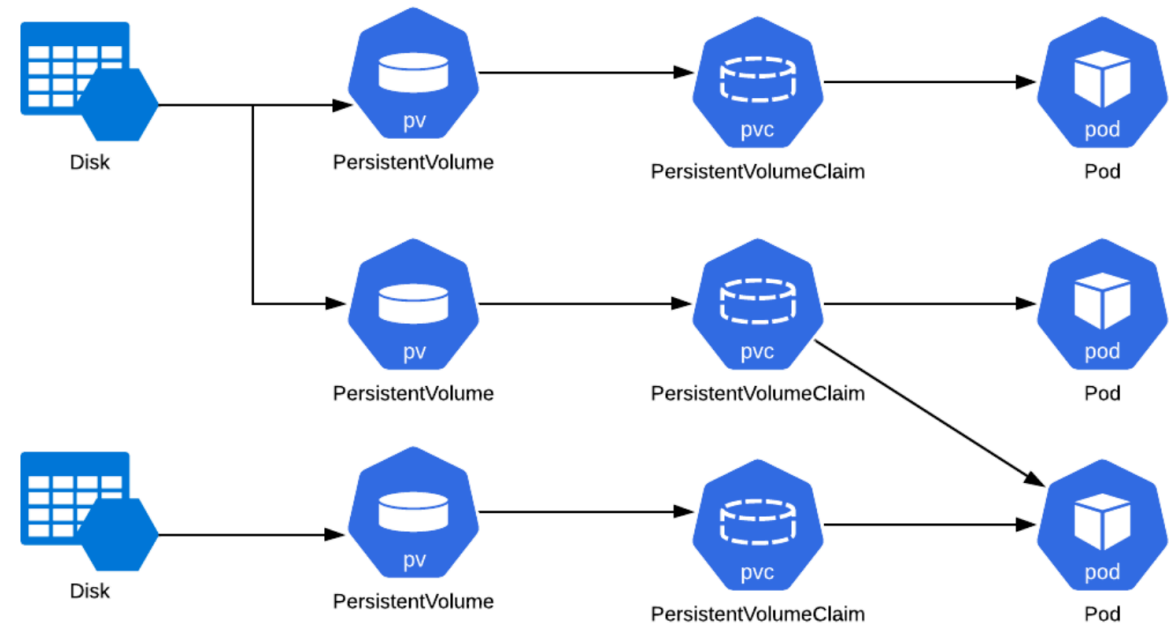 pv
pvc
pod
Disk
PersistentVolume
PersistentVolumeClaim
Pod
pv
pvc
pod
PersistentVolume
PersistentVolumeClaim
Pod
pv
pvc
pod
Disk
PersistentVolume
PersistentVolumeClaim
Pod